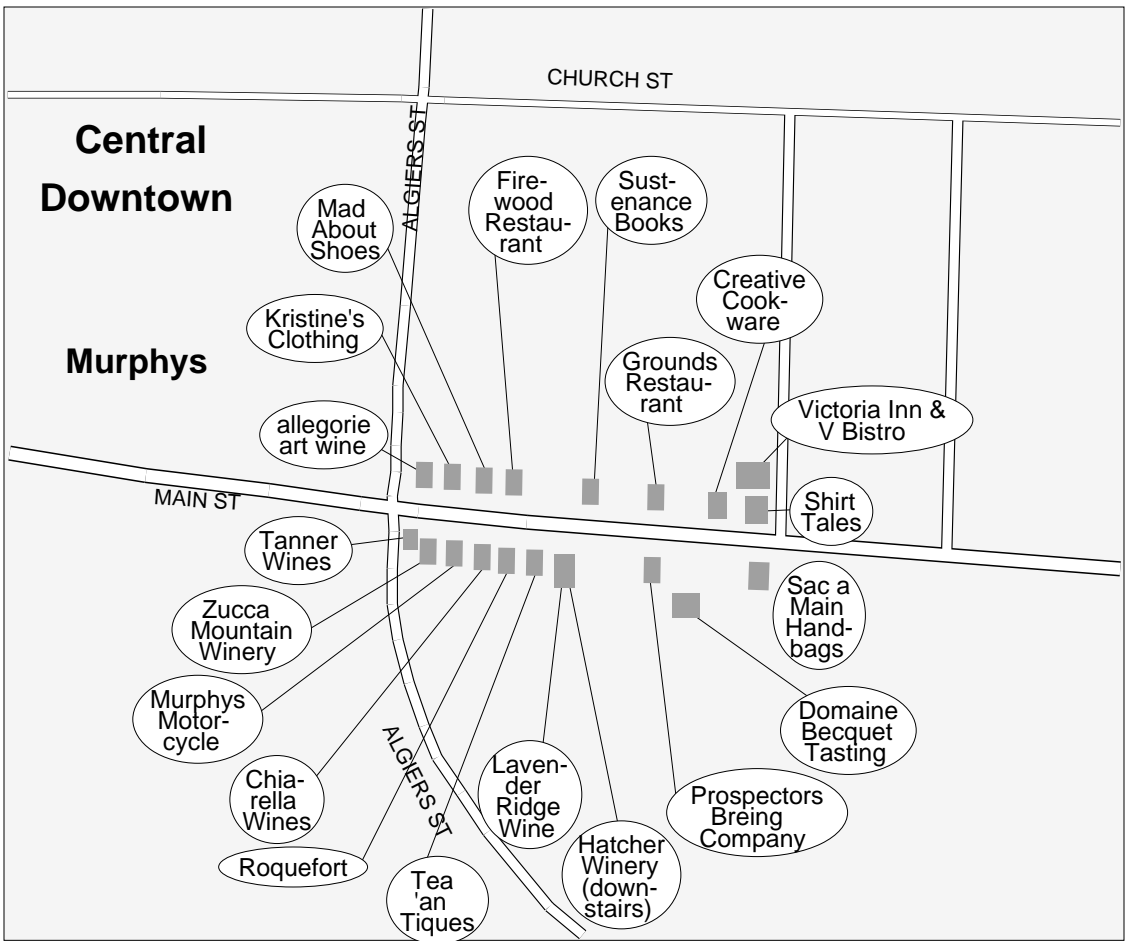 CHURCH ST
Central
Downtown
ALGIERS ST
Fire-
wood
Restau-
rant
Sust-
enance
Books
Mad
About
Shoes
Creative
Cook-
ware
Kristine's
Clothing
Grounds
Restau-
rant
Murphys
Victoria Inn &
V Bistro
allegorie
art wine
MAIN ST
Shirt
Tales
Tanner
Wines
Sac a
Main
Hand-
bags
Zucca
Mountain
Winery
Murphys
Motor-
cycle
Domaine
Becquet
Tasting
ALGIERS ST
Chia-
rella
Wines
Laven-
der
Ridge
Wine
Prospectors
Breing
Company
Hatcher
Winery
(down-
stairs)
Roquefort
Tea
'an
Tiques